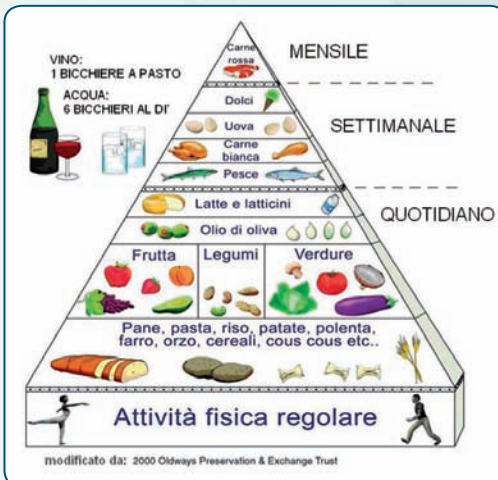 VINO:
1 BICCHIERE A PASTO
ACQUA:
6 BICCHIERI AL DI'
Carne
rossa
MENSILE
Dolci
Uova
Carne
bianca
Pesce
SETTIMANALE
Latte e latticini
Olio di oliva
QUOTIDIANO
Frutta
Legumi
Verdure
Pane, pasta, riso, patate, polenta,
farro, orzo, cereali, cous cous etc..
Attività fisica regolare
modificato da: 2000 Oldways Preservation & Exchange Trust